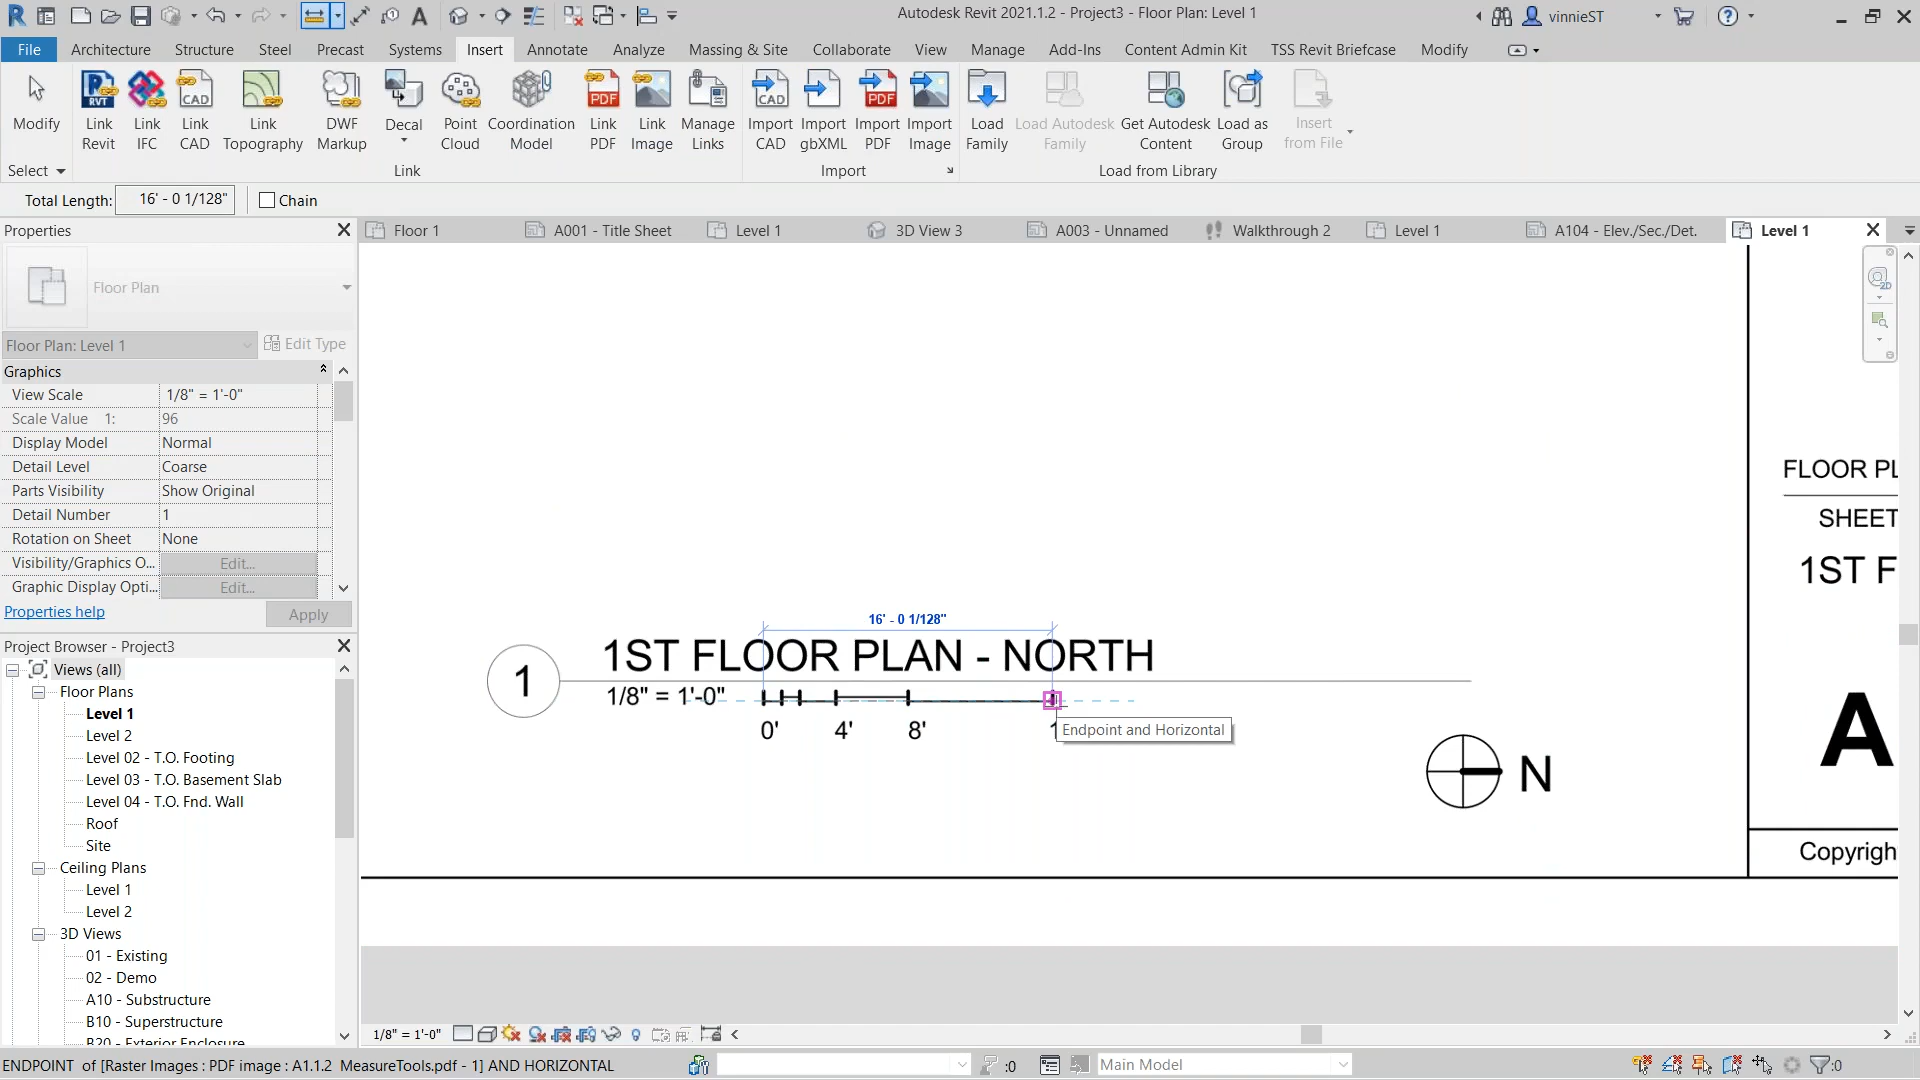 Autodesk Revit 2021.1.2 - Project3 - Floor Plan: Level 1
vinnieST
File Architecture Structure Steel Precast Systems Insert Annotate Analyze Massing & Site Collaborate View Manage Add-Ins Content Admin Kit TSS Revit Briefcase Modify
Modify
Link Revit
Link IFC
Link CAD
Link Topography
DWF Markup
Decal
Point Cloud
Coordination Model
Link PDF
Link Image
Manage Links
Import CAD
Import gbXML
Import PDF
Import Image
Load Family
Load Autodesk Family
Get Autodesk Content
Load as Group
Insert from File
Select Link Import Load from Library
Total Length: 16' - 0 1/128" Chain
Properties
Floor 1 A001 - Title Sheet Level 1 3D View 3 A003 - Unnamed Walkthrough 2 Level 1 A104 - Elev./Sec./Det. Level 1
Floor Plan
Floor Plan: Level 1 Edit Type
Graphics
View Scale 1/8" = 1'-0"
Scale Value 1: 96
Display Model Normal
Detail Level Coarse
Parts Visibility Show Original
Detail Number 1
Rotation on Sheet None
Visibility/Graphics O... Edit...
Graphic Display Opti... Edit...
Properties help Apply
Project Browser - Project3
Views (all)
Floor Plans
Level 1
Level 2
Level 02 - T.O. Footing
Level 03 - T.O. Basement Slab
Level 04 - T.O. Fnd. Wall
Roof
Site
Ceiling Plans
Level 1
Level 2
3D Views
01 - Existing
02 - Demo
A10 - Substructure
B10 - Superstructure
B20 - Exterior Enclosure
16' - 0 1/128"
1
1ST FLOOR PLAN - NORTH
1/8" = 1'-0"
0' 4' 8' 1
Endpoint and Horizontal
N
FLOOR PL
SHEET
1ST F
A
Copyrigh
1/8" = 1'-0"
ENDPOINT of [Raster Images : PDF image : A1.1.2 MeasureTools.pdf - 1] AND HORIZONTAL
:0
Main Model
:0